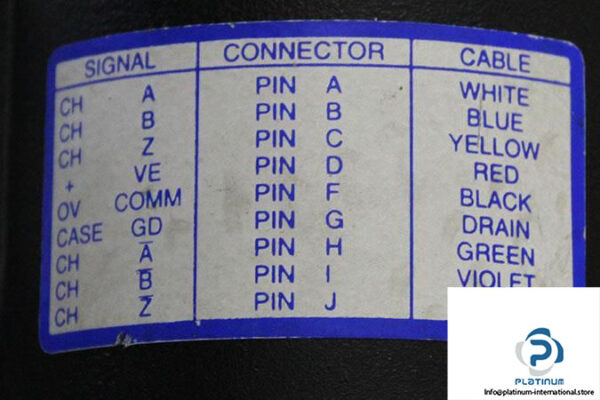 SIGNAL CONNECTOR CABLE
CH A PIN A WHITE
CH B PIN B BLUE
CH Z PIN C YELLOW
+ VE PIN D RED
OV COMM PIN F BLACK
CASE GD PIN G DRAIN
CH A̅ PIN H GREEN
CH B̅ PIN I VIOLET
CH Z̅ PIN J
PLATINUM
Info@platinum-international.store